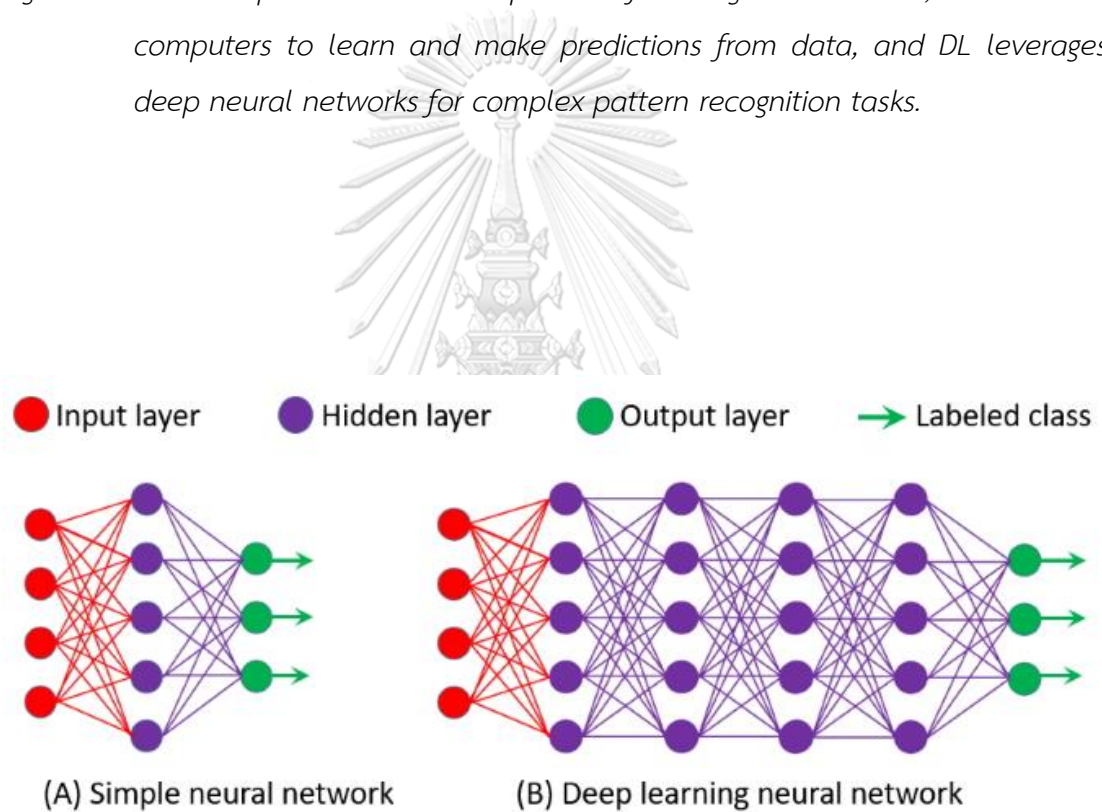 computers to learn and make predictions from data, and DL leverages
deep neural networks for complex pattern recognition tasks.
Input layer Hidden layer Output layer Labeled class
(A) Simple neural network (B) Deep learning neural network